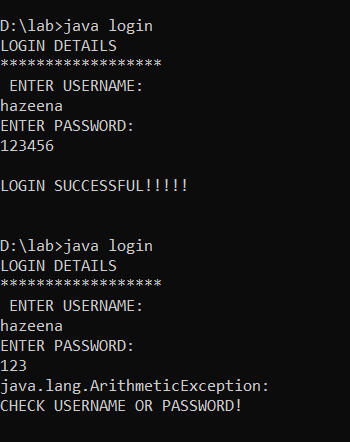 D:\lab>java login
LOGIN DETAILS
******************
ENTER USERNAME:
hazeena
ENTER PASSWORD:
123456
LOGIN SUCCESSFUL!!!!!
D:\lab>java login
LOGIN DETAILS
******************
ENTER USERNAME:
hazeena
ENTER PASSWORD:
123
java.lang.ArithmeticException:
CHECK USERNAME OR PASSWORD!